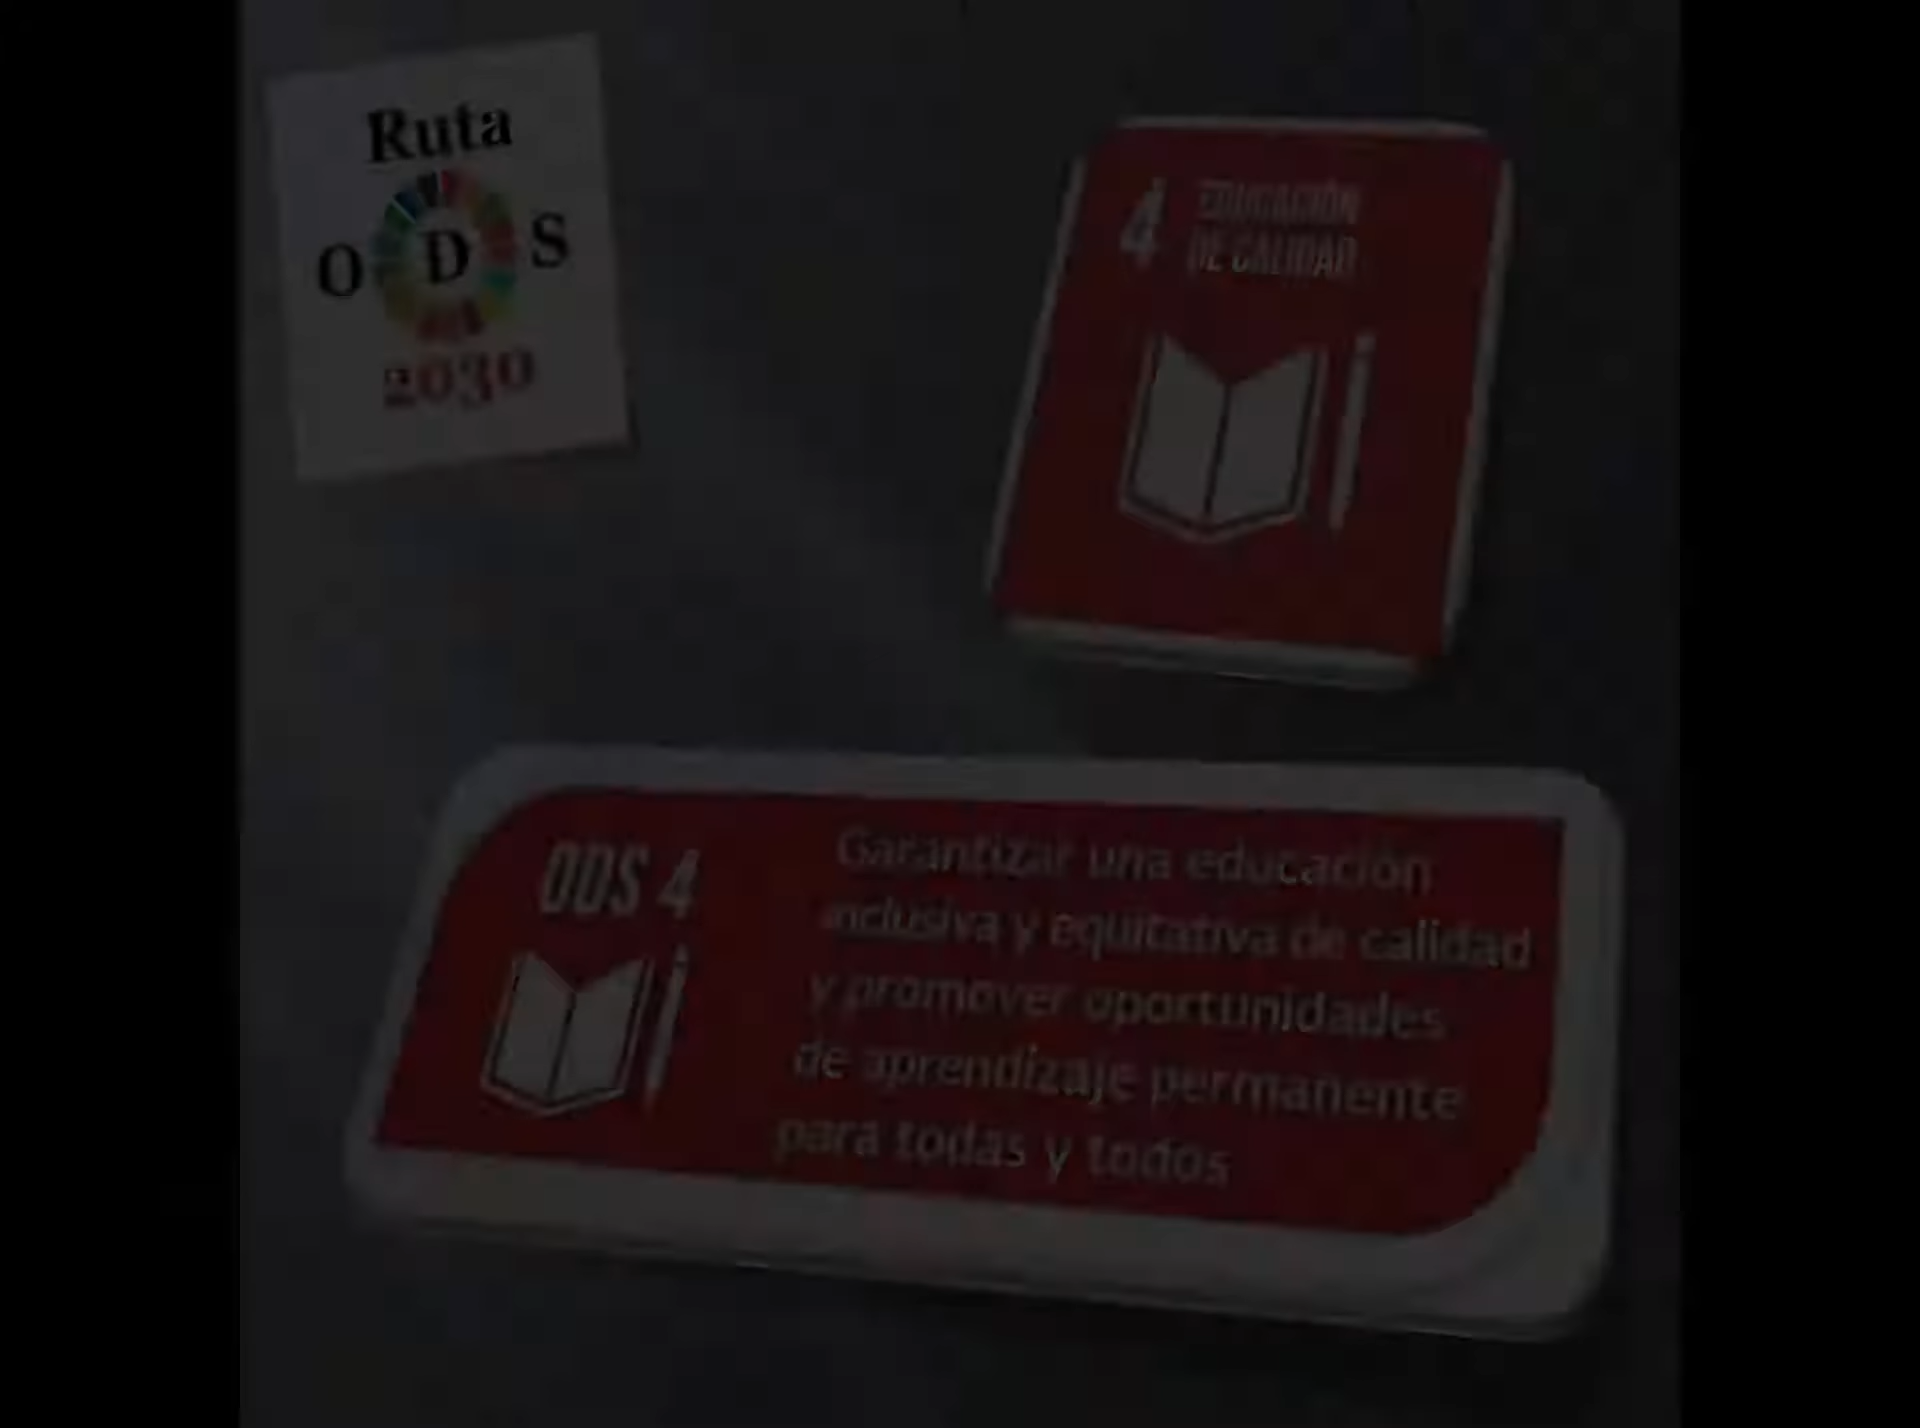 Ruta
O D S
2030
4 EDUCACIÓN
DE CALIDAD
ODS 4
Garantizar una educación
inclusiva y equitativa de calidad
y promover oportunidades
de aprendizaje permanente
para todas y todos